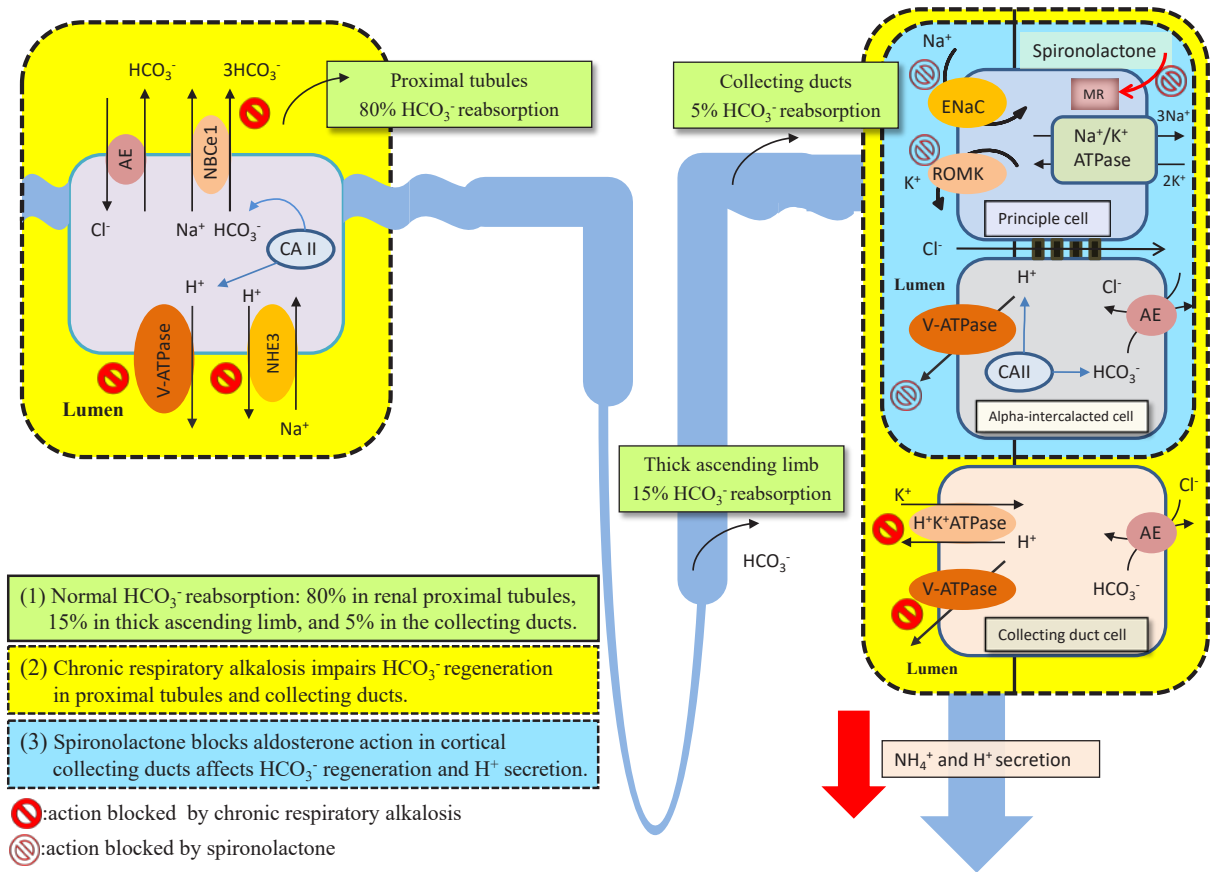 HCO₃⁻
3HCO₃⁻
AE
NBCe1
Cl⁻
Na⁺
HCO₃⁻
CA II
H⁺
H⁺
V-ATPase
NHE3
Lumen
Na⁺
Proximal tubules
80% HCO₃⁻ reabsorption
Collecting ducts
5% HCO₃⁻ reabsorption
Thick ascending limb
15% HCO₃⁻ reabsorption
HCO₃⁻
Na⁺
Spironolactone
ENaC
MR
3Na⁺
Na⁺/K⁺
ATPase
2K⁺
ROMK
K⁺
Principle cell
Cl⁻
Lumen
H⁺
Cl⁻
V-ATPase
AE
CAII
HCO₃⁻
Alpha-intercalacted cell
K⁺
Cl⁻
H⁺K⁺ATPase
H⁺
AE
V-ATPase
HCO₃⁻
Collecting duct cell
Lumen
NH₄⁺ and H⁺ secretion
(1) Normal HCO₃⁻ reabsorption: 80% in renal proximal tubules,
15% in thick ascending limb, and 5% in the collecting ducts.
(2) Chronic respiratory alkalosis impairs HCO₃⁻ regeneration
in proximal tubules and collecting ducts.
(3) Spironolactone blocks aldosterone action in cortical
collecting ducts affects HCO₃⁻ regeneration and H⁺ secretion.
:action blocked by chronic respiratory alkalosis
:action blocked by spironolactone